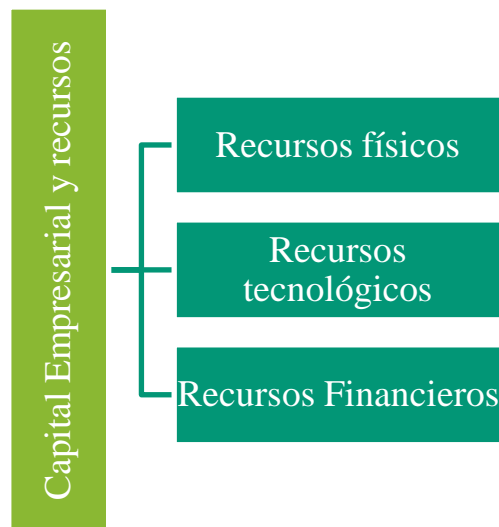 Capital Empresarial y recursos
Recursos físicos
Recursos
tecnológicos
Recursos Financieros